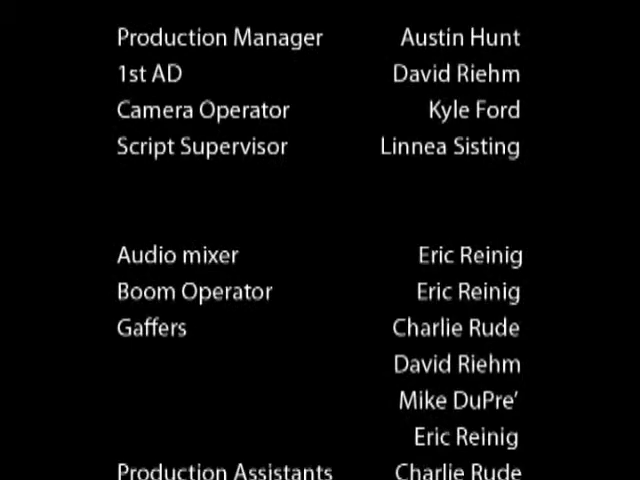 Production Manager Austin Hunt
1st AD David Riehm
Camera Operator Kyle Ford
Script Supervisor Linnea Sisting
Audio mixer Eric Reinig
Boom Operator Eric Reinig
Gaffers Charlie Rude
David Riehm
Mike DuPre'
Eric Reinig
Production Assistants Charlie Rude